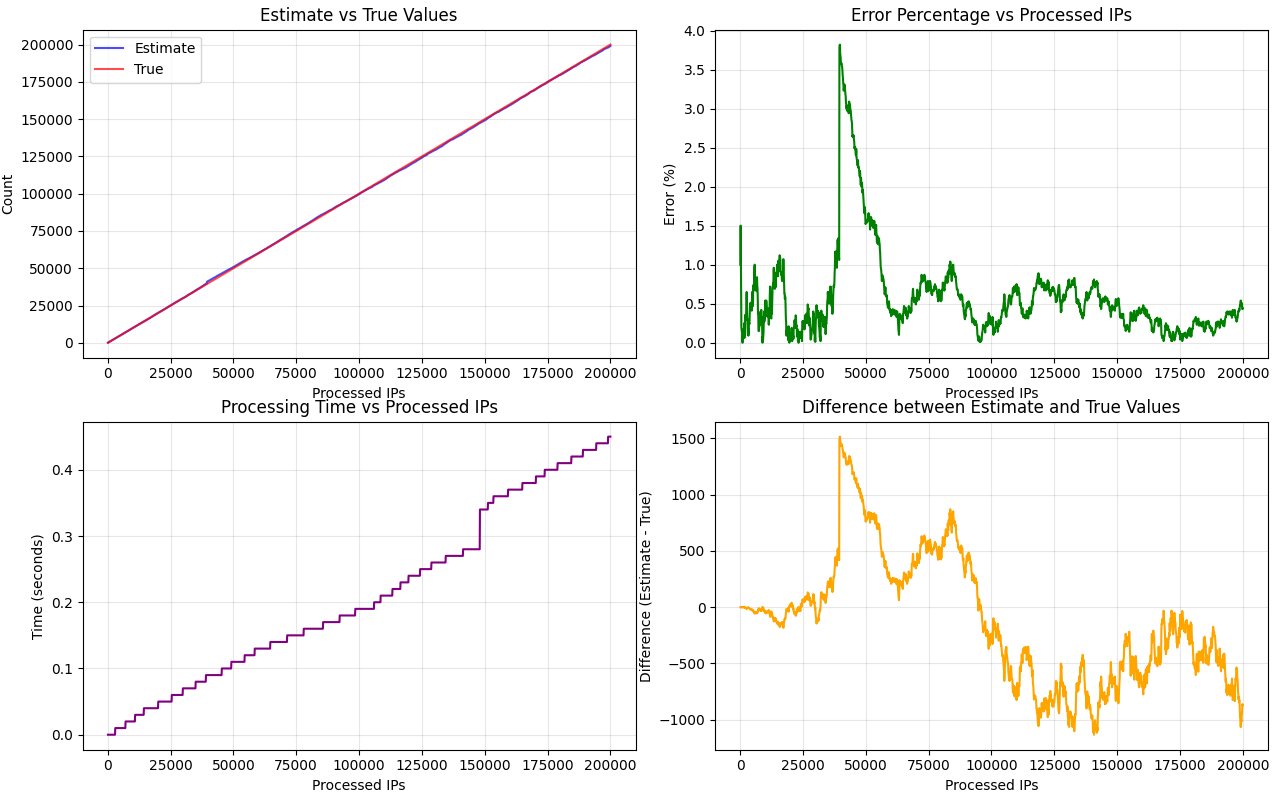 Estimate vs True Values
Estimate
True
200000
175000
150000
125000
100000
75000
50000
25000
0
Count
0 25000 50000 75000 100000 125000 150000 175000 200000
Processed IPs
Error Percentage vs Processed IPs
4.0
3.5
3.0
2.5
2.0
1.5
1.0
0.5
0.0
Error (%)
0 25000 50000 75000 100000 125000 150000 175000 200000
Processed IPs
Processing Time vs Processed IPs
0.4
0.3
0.2
0.1
0.0
Time (seconds)
0 25000 50000 75000 100000 125000 150000 175000 200000
Processed IPs
Difference between Estimate and True Values
1500
1000
500
0
−500
−1000
Difference (Estimate - True)
0 25000 50000 75000 100000 125000 150000 175000 200000
Processed IPs